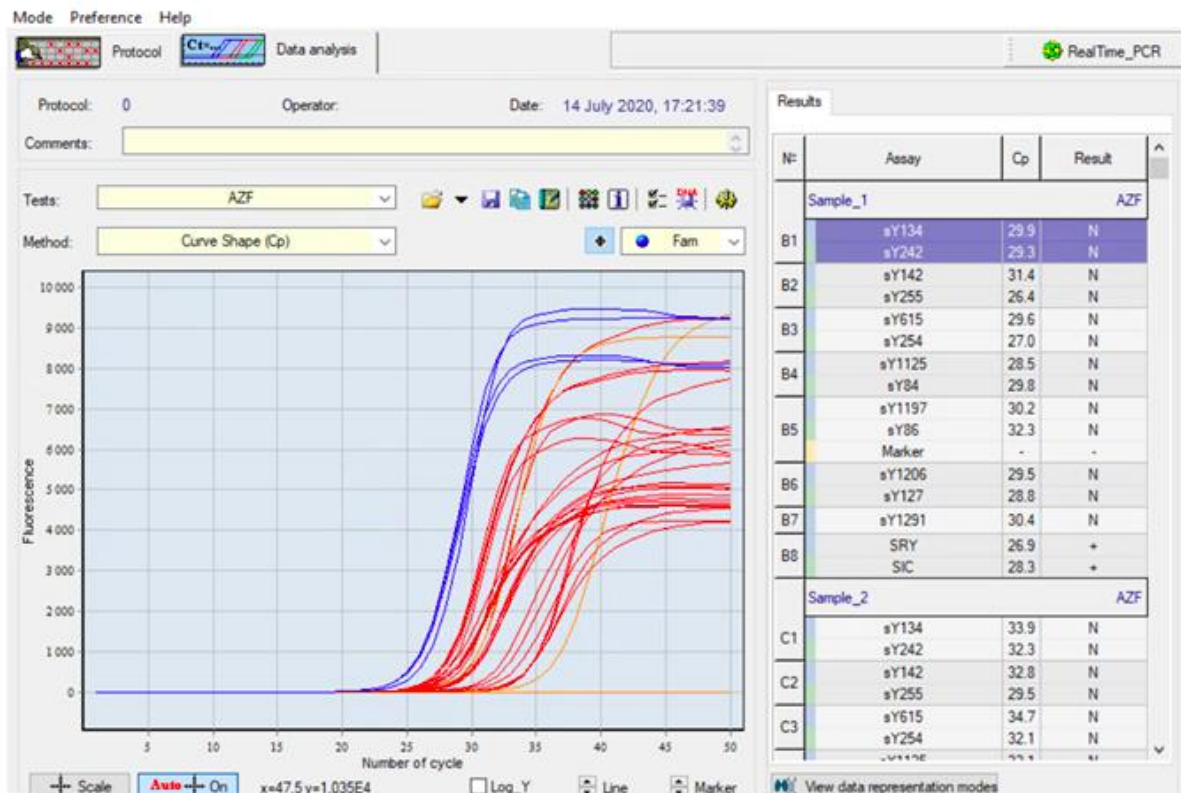 Mode Preference Help
Protocol Ct=... Data analysis RealTime_PCR
Protocol: 0 Operator: Date: 14 July 2020, 17:21:39
Comments:
Tests: AZF
Method: Curve Shape (Cp) Fam
Fluorescence
10 000
9 000
8 000
7 000
6 000
5 000
4 000
3 000
2 000
1 000
0
5 10 15 20 25 30 35 40 45 50
Number of cycle
Scale Auto On x=47.5 y=1.035E4 Log_Y Line Marker
Results
N= Assay Cp Result
Sample_1 AZF
B1 sY134 29.9 N
sY242 29.3 N
B2 sY142 31.4 N
sY255 26.4 N
B3 sY615 29.6 N
sY254 27.0 N
B4 sY1125 28.5 N
sY84 29.8 N
B5 sY1197 30.2 N
sY86 32.3 N
Marker - -
B6 sY1206 29.5 N
sY127 28.8 N
B7 sY1291 30.4 N
B8 SRY 26.9 +
SIC 28.3 +
Sample_2 AZF
C1 sY134 33.9 N
sY242 32.3 N
C2 sY142 32.8 N
sY255 29.5 N
C3 sY615 34.7 N
sY254 32.1 N
View data representation modes